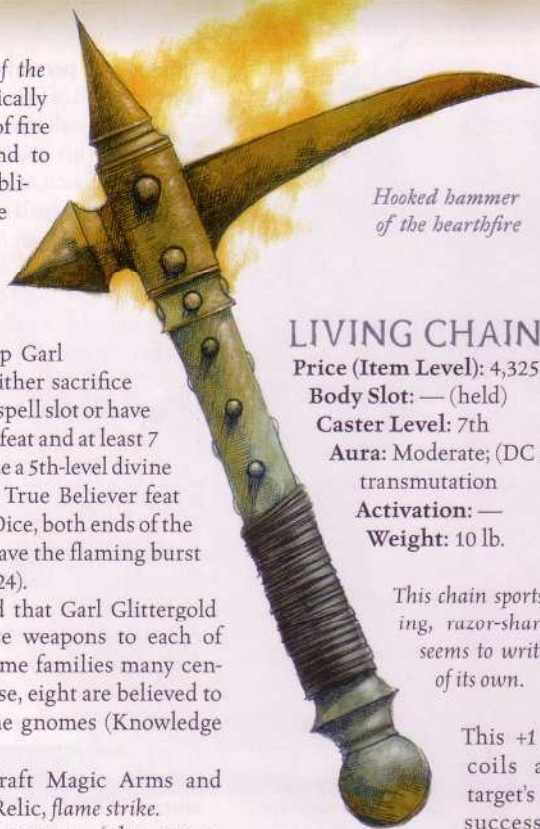 f the
ically
of fire
nd to
bli-
e
Hooked hammer
of the hearthfire
p Garl
ither sacrifice
spell slot or have
feat and at least 7
e a 5th-level divine
True Believer feat
Dice, both ends of the
ave the flaming burst
24).
d that Garl Glittergold
se weapons to each of
me families many cen-
se, eight are believed to
he gnomes (Knowledge
raft Magic Arms and
Relic, flame strike.
LIVING CHAIN
Price (Item Level): 4,325
Body Slot: — (held)
Caster Level: 7th
Aura: Moderate; (DC
transmutation
Activation: —
Weight: 10 lb.
This chain sports
ing, razor-shar
seems to writ
of its own.
This +1
coils a
target's
success